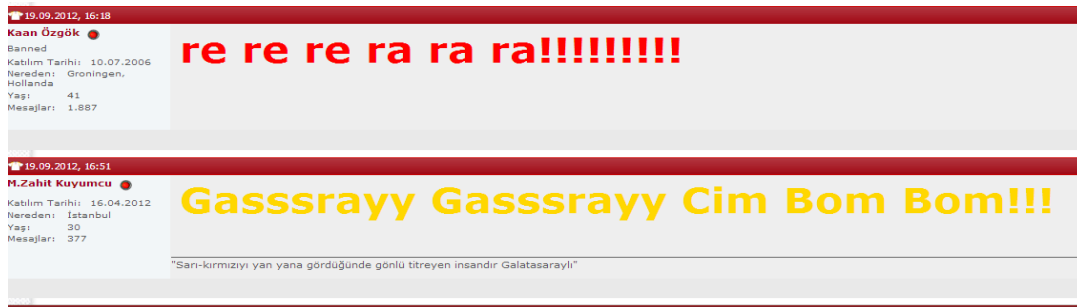 19.09.2012, 16:18
Kaan Özgök
Banned
Katılım Tarihi: 10.07.2006
Nereden: Groningen,
Hollanda
Yaşı: 41
Mesajlar: 1.887
re re re ra ra ra!!!!!!!!!
19.09.2012, 16:51
M.Zahit Kuyumcu
Katılım Tarihi: 16.04.2012
Nereden: İstanbul
Yaşı: 30
Mesajlar: 377
Gasssrayy Gasssrayy Cim Bom Bom!!!
"Sarı-kırmızıyı yan yana gördüğünde gönlü titreyen insandır Galatasaraylı"